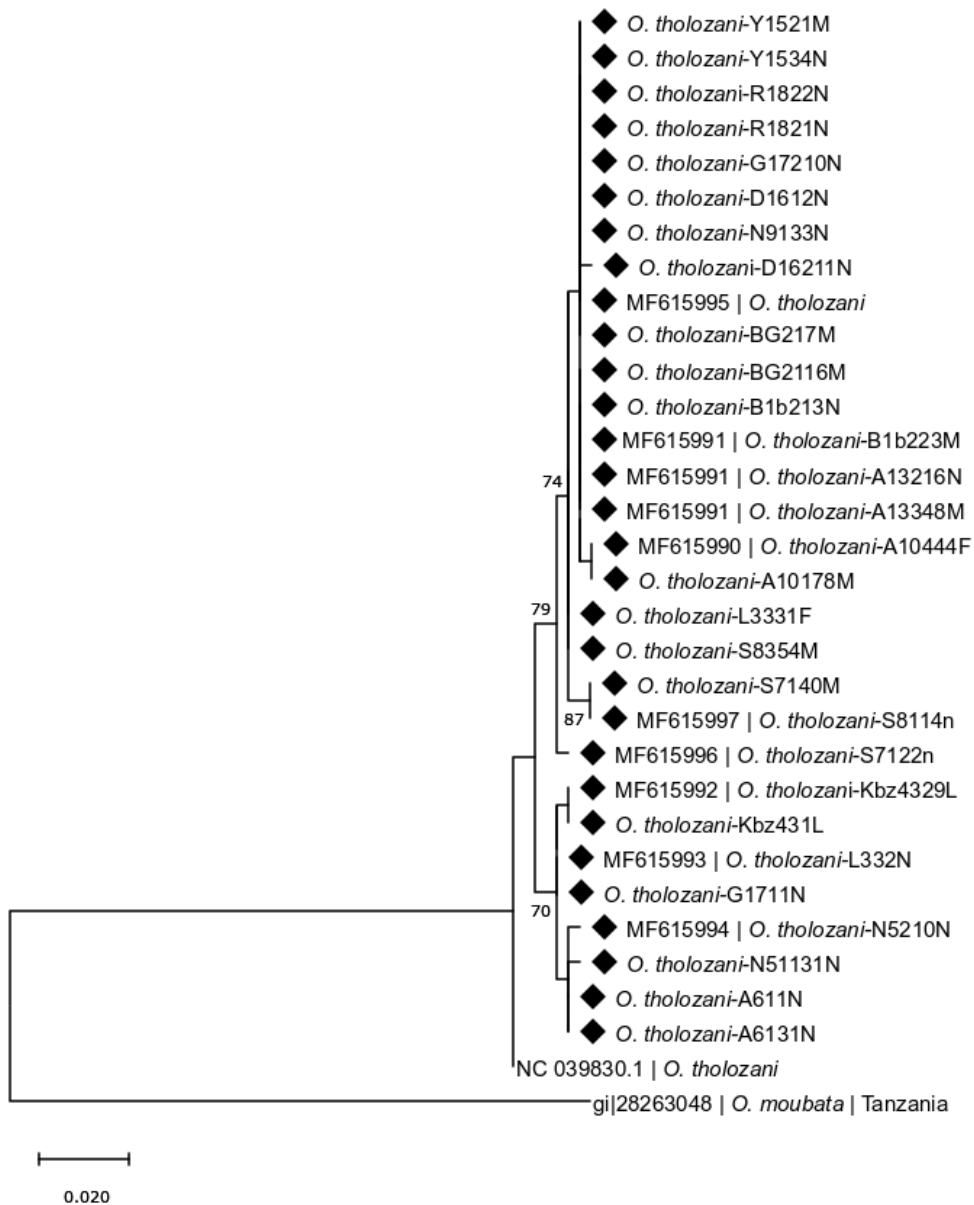 O. tholozani-Y1521M
O. tholozani-Y1534N
O. tholozani-R1822N
O. tholozani-R1821N
O. tholozani-G17210N
O. tholozani-D1612N
O. tholozani-N9133N
O. tholozani-D16211N
MF615995 | O. tholozani
O. tholozani-BG217M
O. tholozani-BG2116M
O. tholozani-B1b213N
MF615991 | O. tholozani-B1b223M
74
MF615991 | O. tholozani-A13216N
MF615991 | O. tholozani-A13348M
MF615990 | O. tholozani-A10444F
O. tholozani-A10178M
79
O. tholozani-L3331F
O. tholozani-S8354M
O. tholozani-S7140M
87
MF615997 | O. tholozani-S8114n
MF615996 | O. tholozani-S7122n
MF615992 | O. tholozani-Kbz4329L
O. tholozani-Kbz431L
MF615993 | O. tholozani-L332N
O. tholozani-G1711N
70
MF615994 | O. tholozani-N5210N
O. tholozani-N51131N
O. tholozani-A611N
O. tholozani-A6131N
NC 039830.1 | O. tholozani
gi|28263048 | O. moubata | Tanzania
0.020